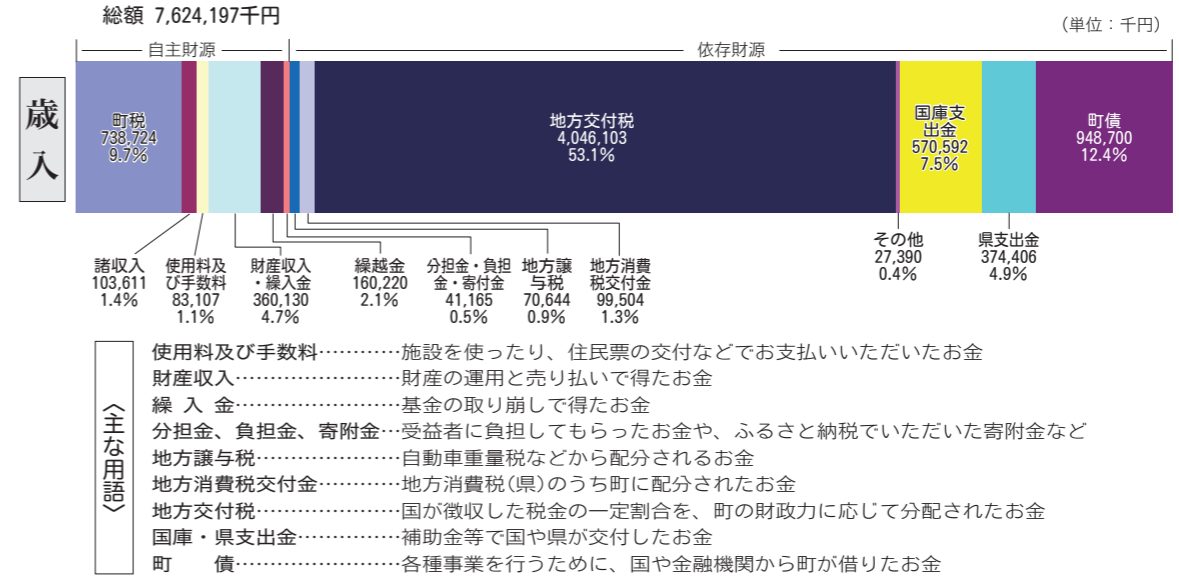 総額 7,624,197千円
（単位：千円）
自主財源
依存財源
歳入
町税
738,724
9.7%
地方交付税
4,046,103
53.1%
国庫支
出金
570,592
7.5%
町債
948,700
12.4%
諸収入
103,611
1.4%
使用料及
び手数料
83,107
1.1%
財産収入
・繰入金
360,130
4.7%
繰越金
160,220
2.1%
分担金・負担
金・寄付金
41,165
0.5%
地方譲
与税
70,644
0.9%
地方消費
税交付金
99,504
1.3%
その他
27,390
0.4%
県支出金
374,406
4.9%
〈主な用語〉
使用料及び手数料…………施設を使ったり、住民票の交付などでお支払いいただいたお金
財産収入……………………財産の運用と売り払いで得たお金
繰 入 金……………………基金の取り崩しで得たお金
分担金、負担金、寄附金…受益者に負担してもらったお金や、ふるさと納税でいただいた寄附金など
地方譲与税…………………自動車重量税などから配分されるお金
地方消費税交付金…………地方消費税(県)のうち町に配分されたお金
地方交付税…………………国が徴収した税金の一定割合を、町の財政力に応じて分配されたお金
国庫・県支出金……………補助金等で国や県が交付したお金
町　　債……………………各種事業を行うために、国や金融機関から町が借りたお金